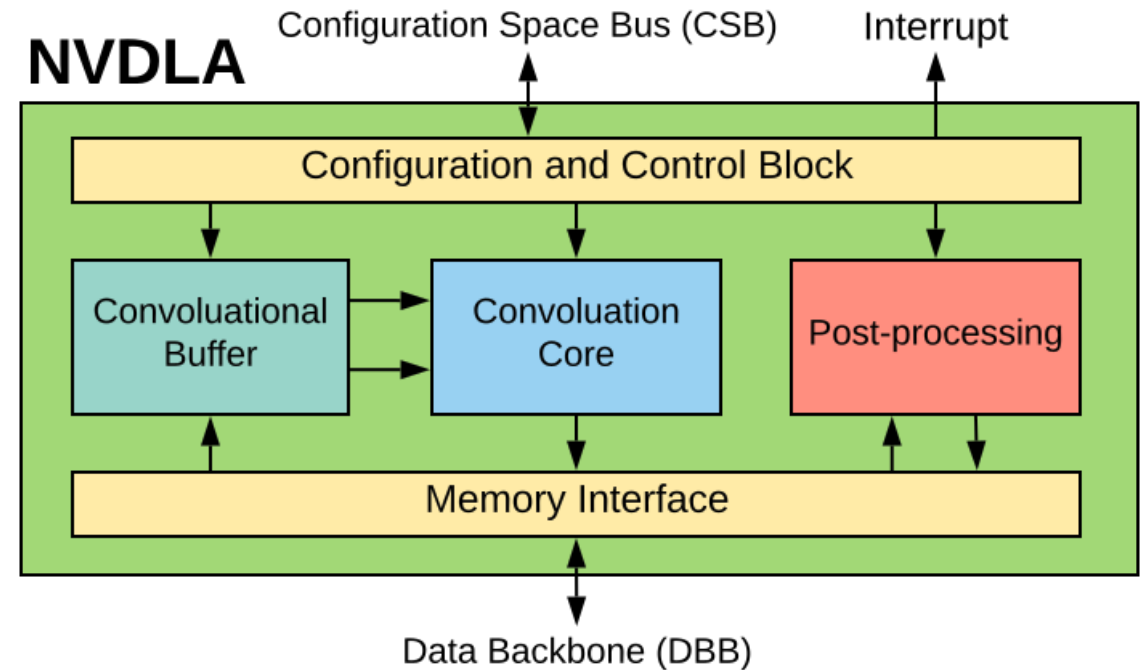 Configuration Space Bus (CSB)
Interrupt
NVDLA
Configuration and Control Block
Convoluational
Buffer
Convoluation
Core
Post-processing
Memory Interface
Data Backbone (DBB)